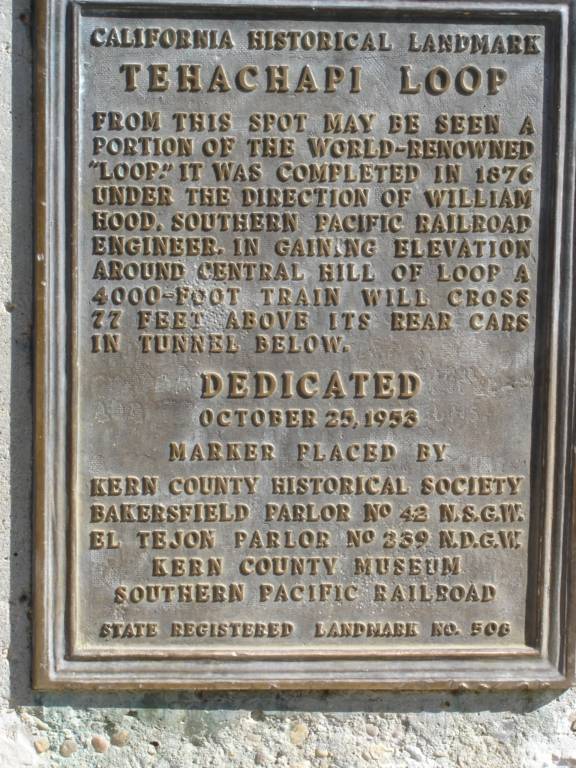 CALIFORNIA HISTORICAL LANDMARK
TEHACHAPI LOOP
FROM THIS SPOT MAY BE SEEN A
PORTION OF THE WORLD-RENOWNED
"LOOP." IT WAS COMPLETED IN 1876
UNDER THE DIRECTION OF WILLIAM
HOOD, SOUTHERN PACIFIC RAILROAD
ENGINEER. IN GAINING ELEVATION
AROUND CENTRAL HILL OF LOOP A
4000-FOOT TRAIN WILL CROSS
77 FEET ABOVE ITS REAR CARS
IN TUNNEL BELOW.
DEDICATED
OCTOBER 25, 1953
MARKER PLACED BY
KERN COUNTY HISTORICAL SOCIETY
BAKERSFIELD PARLOR NO 42 N.S.G.W.
EL TEJON PARLOR NO 239 N.D.G.W.
KERN COUNTY MUSEUM
SOUTHERN PACIFIC RAILROAD
STATE REGISTERED LANDMARK NO. 508